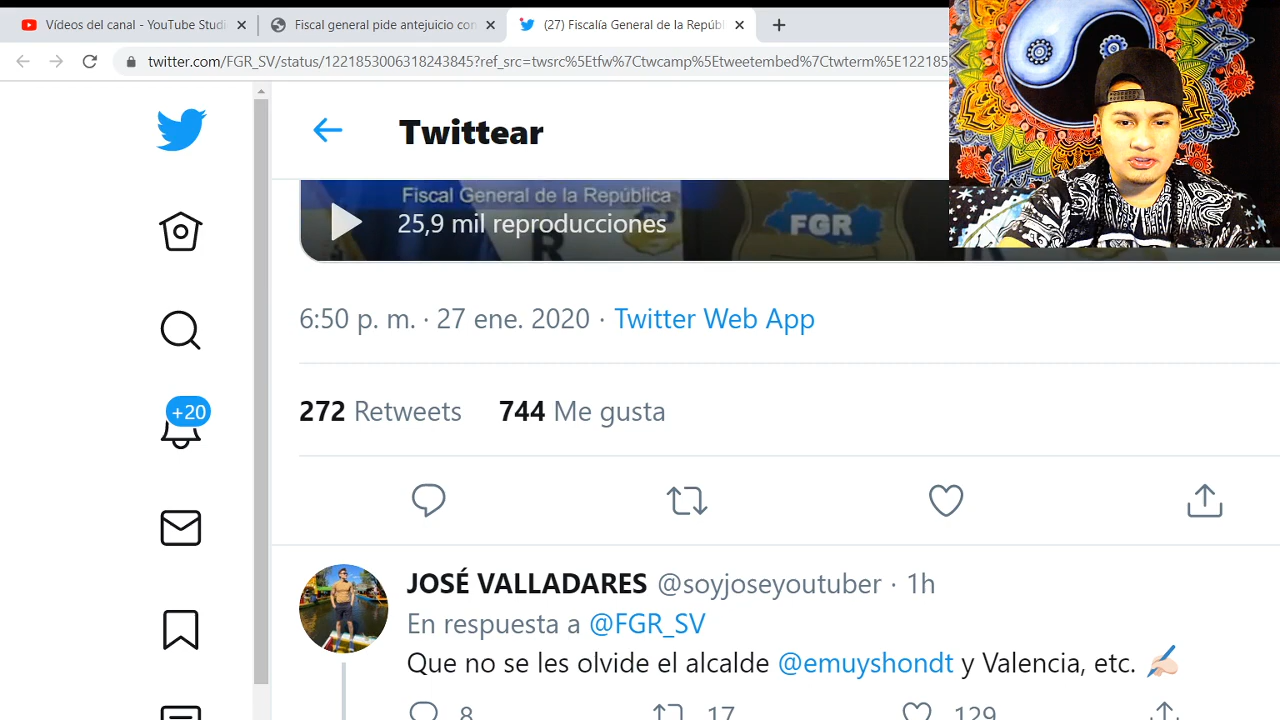 Vídeos del canal - YouTube Studi
Fiscal general pide antejuicio con
(27) Fiscalía General de la Repúbl
twitter.com/FGR_SV/status/1221853006318243845?ref_src=twsrc%5Etfw%7Ctwcamp%5Etweetembed%7Ctwterm%5E122185
Twittear
Fiscal General de la República
25,9 mil reproducciones
R
FGR
6:50 p. m. · 27 ene. 2020 · Twitter Web App
272 Retweets 744 Me gusta
+20
JOSÉ VALLADARES @soyjoseyoutuber · 1h
En respuesta a @FGR_SV
Que no se les olvide el alcalde @emuyshondt y Valencia, etc. ✍🏻
8 17 129